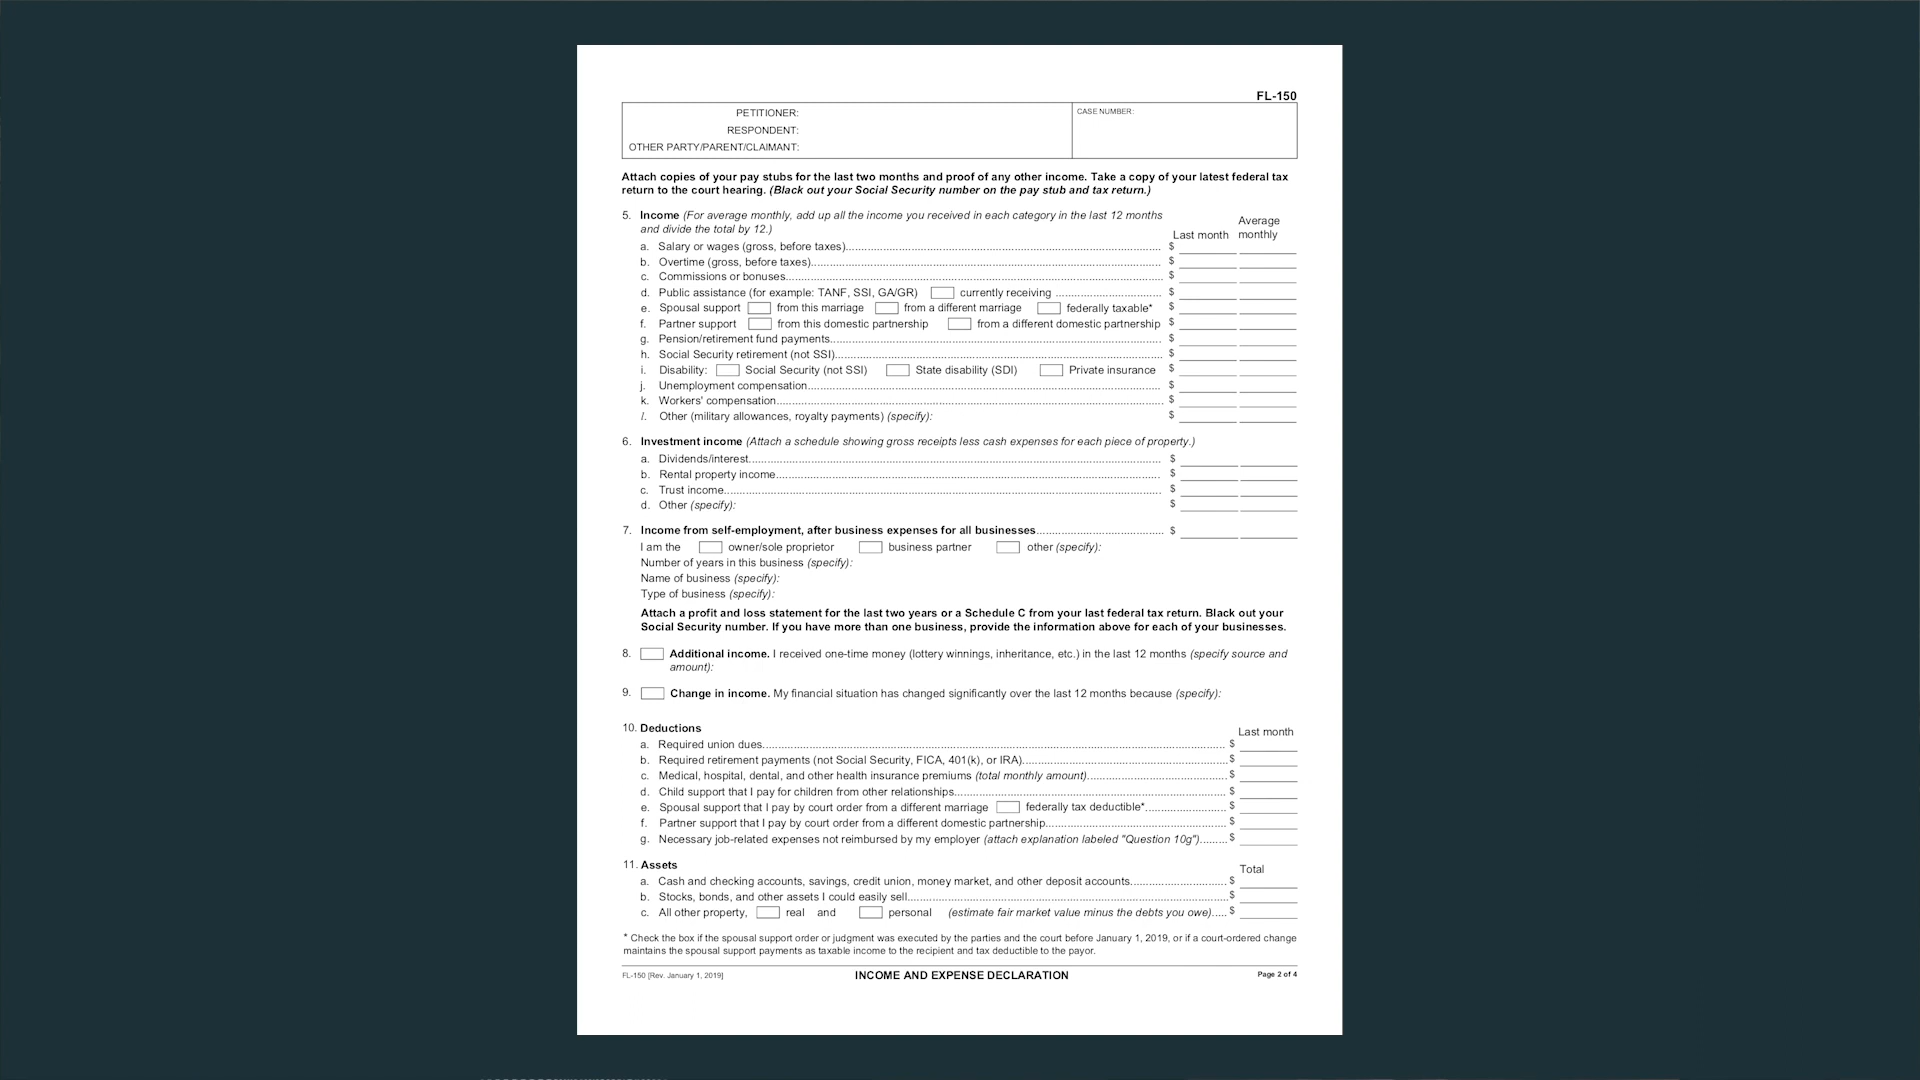 FL-150
PETITIONER:
RESPONDENT:
OTHER PARTY/PARENT/CLAIMANT:
CASE NUMBER:
Attach copies of your pay stubs for the last two months and proof of any other income. Take a copy of your latest federal tax
return to the court hearing. (Black out your Social Security number on the pay stub and tax return.)
5. Income (For average monthly, add up all the income you received in each category in the last 12 months
and divide the total by 12.)
Last month
Average
monthly
a. Salary or wages (gross, before taxes) $
b. Overtime (gross, before taxes) $
c. Commissions or bonuses $
d. Public assistance (for example: TANF, SSI, GA/GR) currently receiving $
e. Spousal support from this marriage from a different marriage federally taxable* $
f. Partner support from this domestic partnership from a different domestic partnership $
g. Pension/retirement fund payments $
h. Social Security retirement (not SSI) $
i. Disability: Social Security (not SSI) State disability (SDI) Private insurance $
j. Unemployment compensation $
k. Workers' compensation $
l. Other (military allowances, royalty payments) (specify): $
6. Investment income (Attach a schedule showing gross receipts less cash expenses for each piece of property.)
a. Dividends/interest $
b. Rental property income $
c. Trust income $
d. Other (specify): $
7. Income from self-employment, after business expenses for all businesses $
I am the owner/sole proprietor business partner other (specify):
Number of years in this business (specify):
Name of business (specify):
Type of business (specify):
Attach a profit and loss statement for the last two years or a Schedule C from your last federal tax return. Black out your
Social Security number. If you have more than one business, provide the information above for each of your businesses.
8. Additional income. I received one-time money (lottery winnings, inheritance, etc.) in the last 12 months (specify source and
amount):
9. Change in income. My financial situation has changed significantly over the last 12 months because (specify):
10. Deductions
Last month
a. Required union dues $
b. Required retirement payments (not Social Security, FICA, 401(k), or IRA) $
c. Medical, hospital, dental, and other health insurance premiums (total monthly amount) $
d. Child support that I pay for children from other relationships $
e. Spousal support that I pay by court order from a different marriage federally tax deductible* $
f. Partner support that I pay by court order from a different domestic partnership $
g. Necessary job-related expenses not reimbursed by my employer (attach explanation labeled "Question 10g") $
11. Assets
Total
a. Cash and checking accounts, savings, credit union, money market, and other deposit accounts $
b. Stocks, bonds, and other assets I could easily sell $
c. All other property, real and personal (estimate fair market value minus the debts you owe) $
* Check the box if the spousal support order or judgment was executed by the parties and the court before January 1, 2019, or if a court-ordered change
maintains the spousal support payments as taxable income to the recipient and tax deductible to the payor.
FL-150 [Rev. January 1, 2019]
INCOME AND EXPENSE DECLARATION
Page 2 of 4